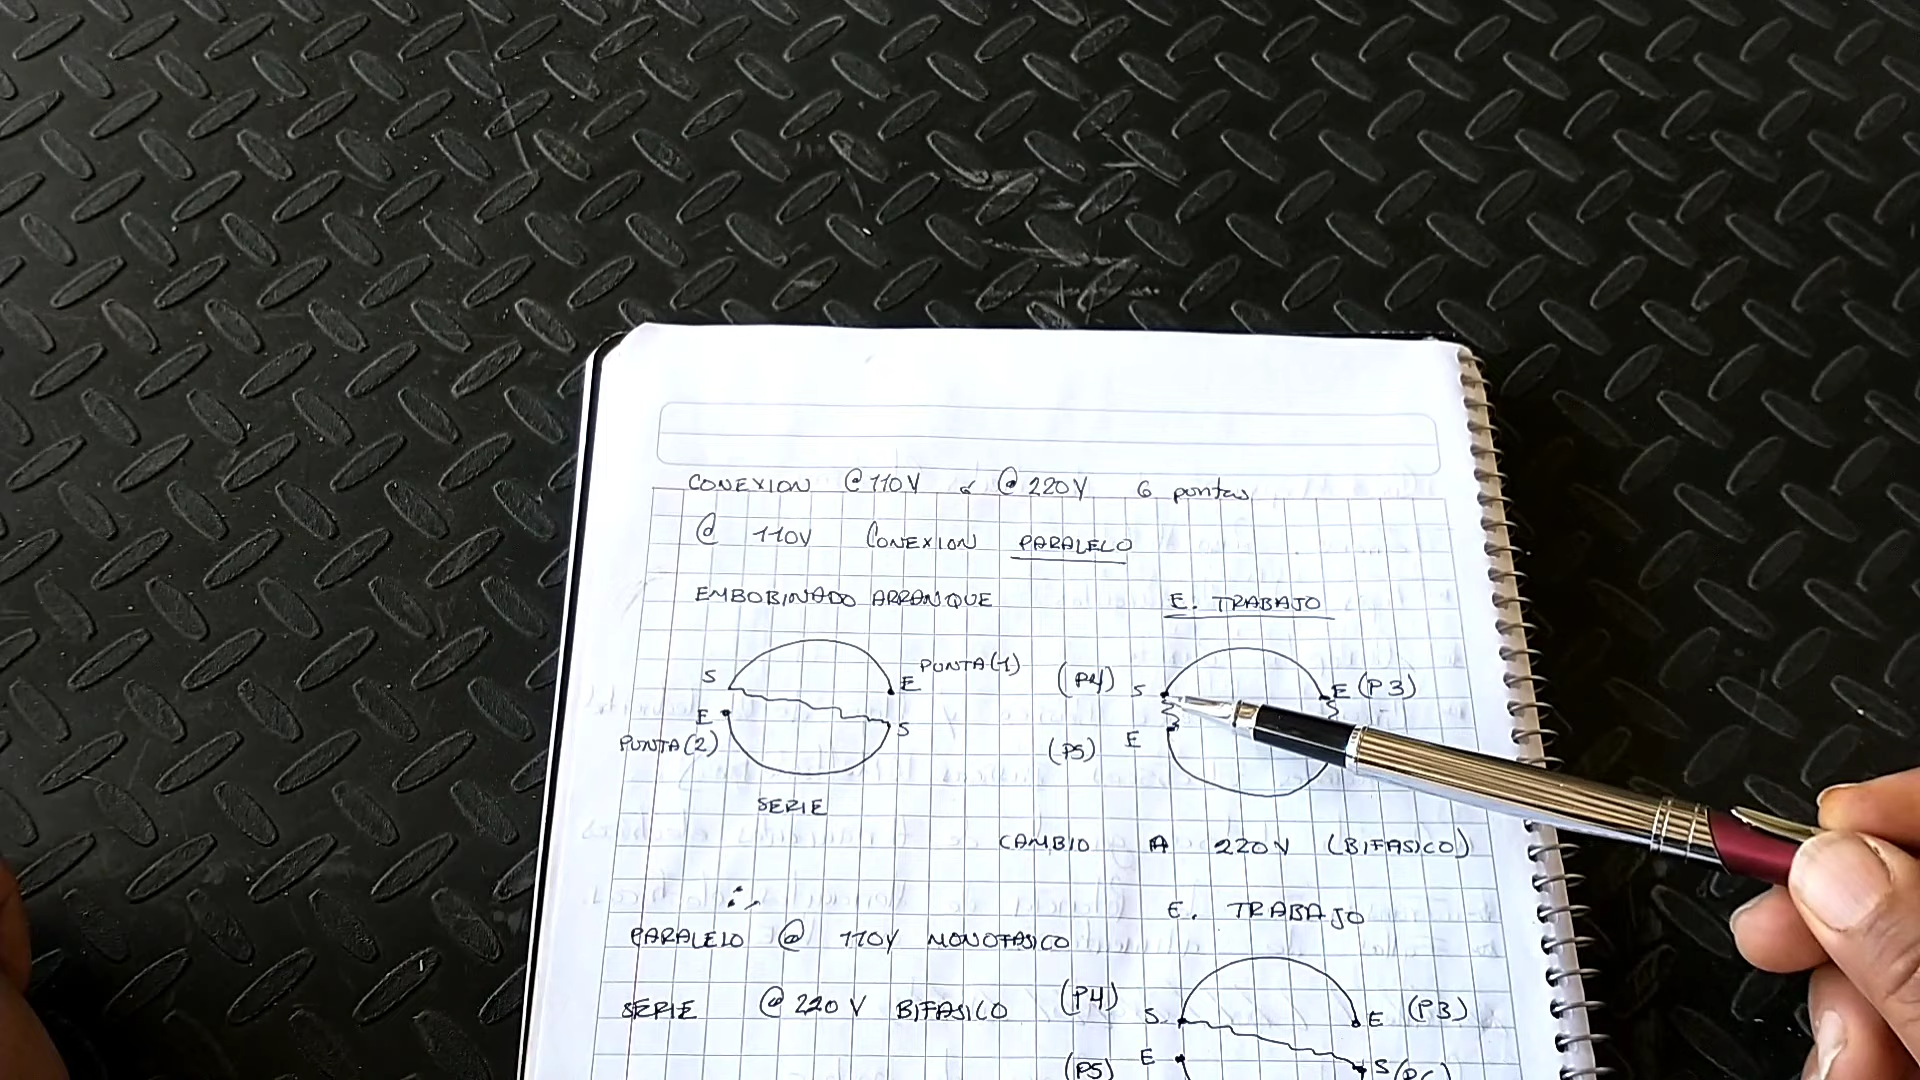 CONEXION @ 110V ó @ 220V 6 puntas
@ 110V CONEXION PARALELO
EMBOBINADO ARRANQUE E. TRABAJO
S E PUNTA(1) (P4) S E (P3)
E S
PUNTA(2) (P5) E
SERIE
CAMBIO A 220V (BIFASICO)
E. TRABAJO
PARALELO @ 110V MONOFASICO
SERIE @ 220V BIFASICO (P4) S E (P3)
(P5) E S